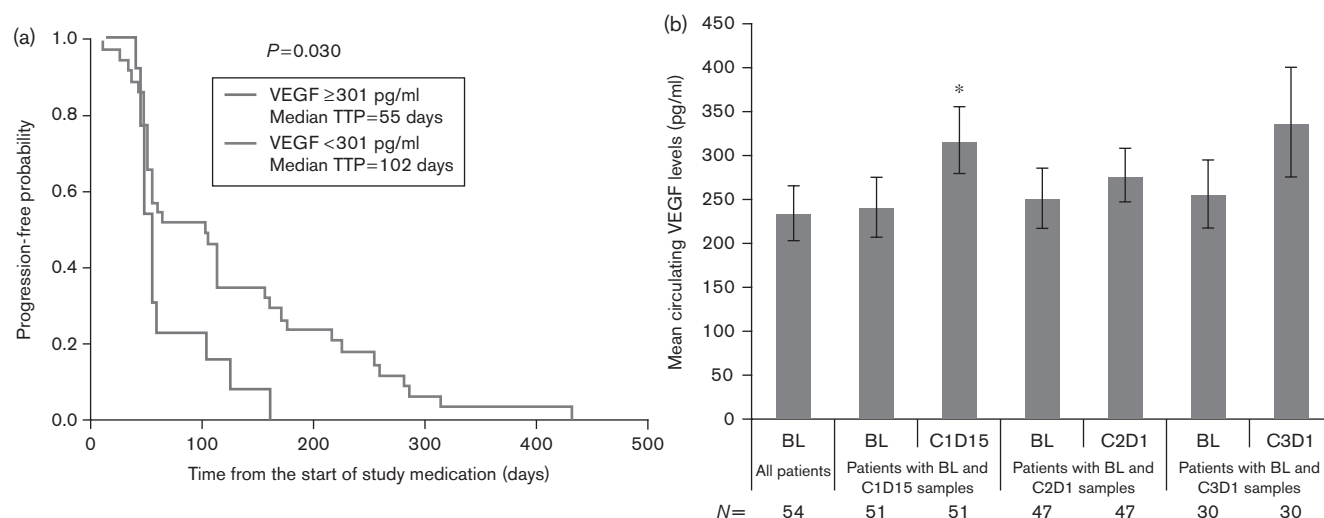 (a)
P=0.030
VEGF ≥301 pg/ml
Median TTP=55 days
VEGF <301 pg/ml
Median TTP=102 days
Progression-free probability
1.0
0.8
0.6
0.4
0.2
0.0
0 100 200 300 400 500
Time from the start of study medication (days)
(b)
Mean circulating VEGF levels (pg/ml)
450
400
350
300
250
200
150
100
50
0
*
BL BL C1D15 BL C2D1 BL C3D1
All patients Patients with BL and Patients with BL and Patients with BL and
C1D15 samples C2D1 samples C3D1 samples
N= 54 51 51 47 47 30 30